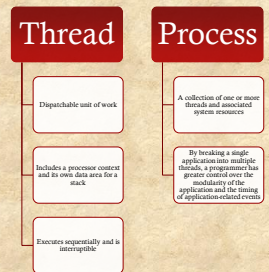 Thread
Dispatchable unit of work
Includes a processor context
and its own data area for a
stack
Executes sequentially and is
interruptible
Process
A collection of one or more
threads and associated
system resources
By breaking a single
application into multiple
threads, a programmer has
greater control over the
modularity of the
application and the timing
of application-related events